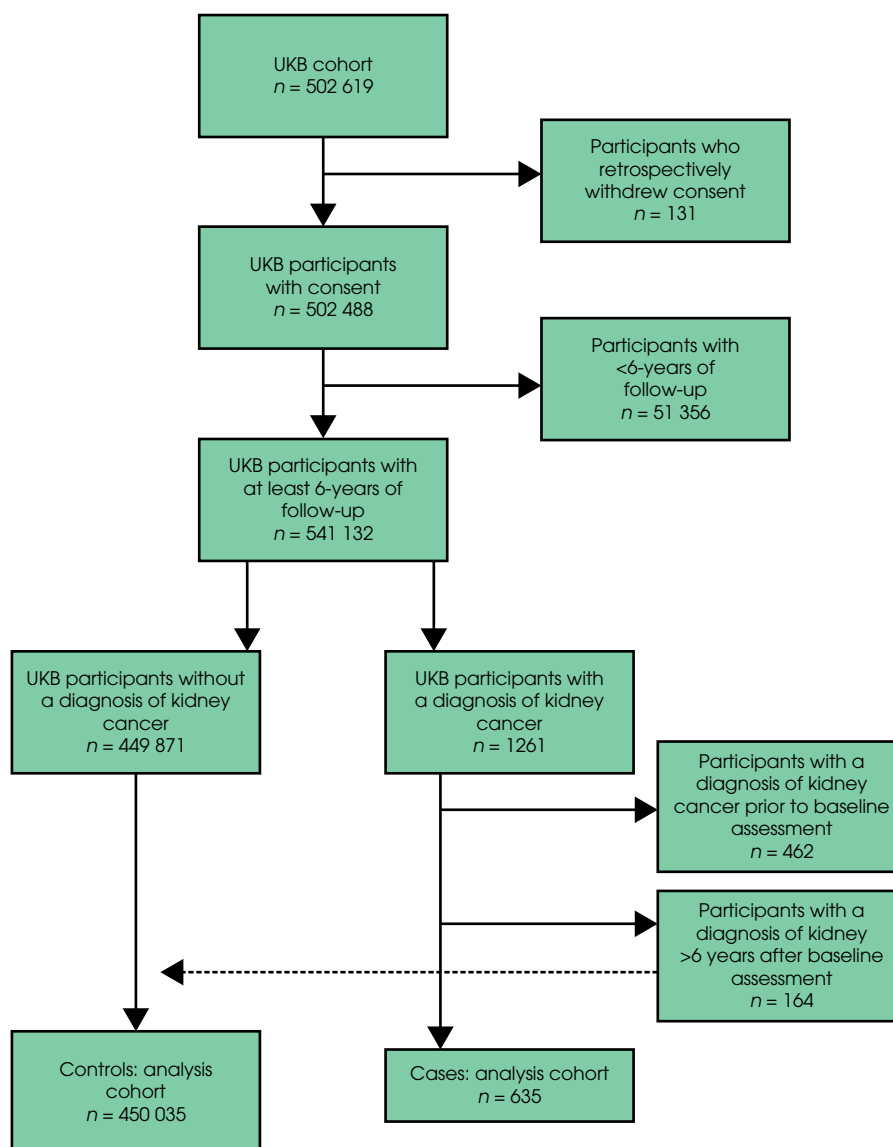 UKB cohort
n = 502 619
Participants who
retrospectively
withdrew consent
n = 131
UKB participants
with consent
n = 502 488
Participants with
<6-years of
follow-up
n = 51 356
UKB participants with
at least 6-years of
follow-up
n = 541 132
UKB participants without
a diagnosis of kidney
cancer
n = 449 871
UKB participants with
a diagnosis of kidney
cancer
n = 1261
Participants with a
diagnosis of kidney
cancer prior to baseline
assessment
n = 462
Participants with a
diagnosis of kidney
>6 years after baseline
assessment
n = 164
Controls: analysis
cohort
n = 450 035
Cases: analysis cohort
n = 635